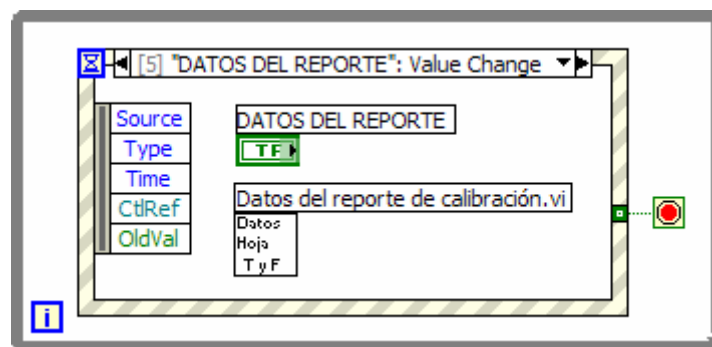 [5] "DATOS DEL REPORTE": Value Change
Source
Type
Time
CtlRef
OldVal
DATOS DEL REPORTE
TF
Datos del reporte de calibración.vi
Datos
Hoja
T y F
i